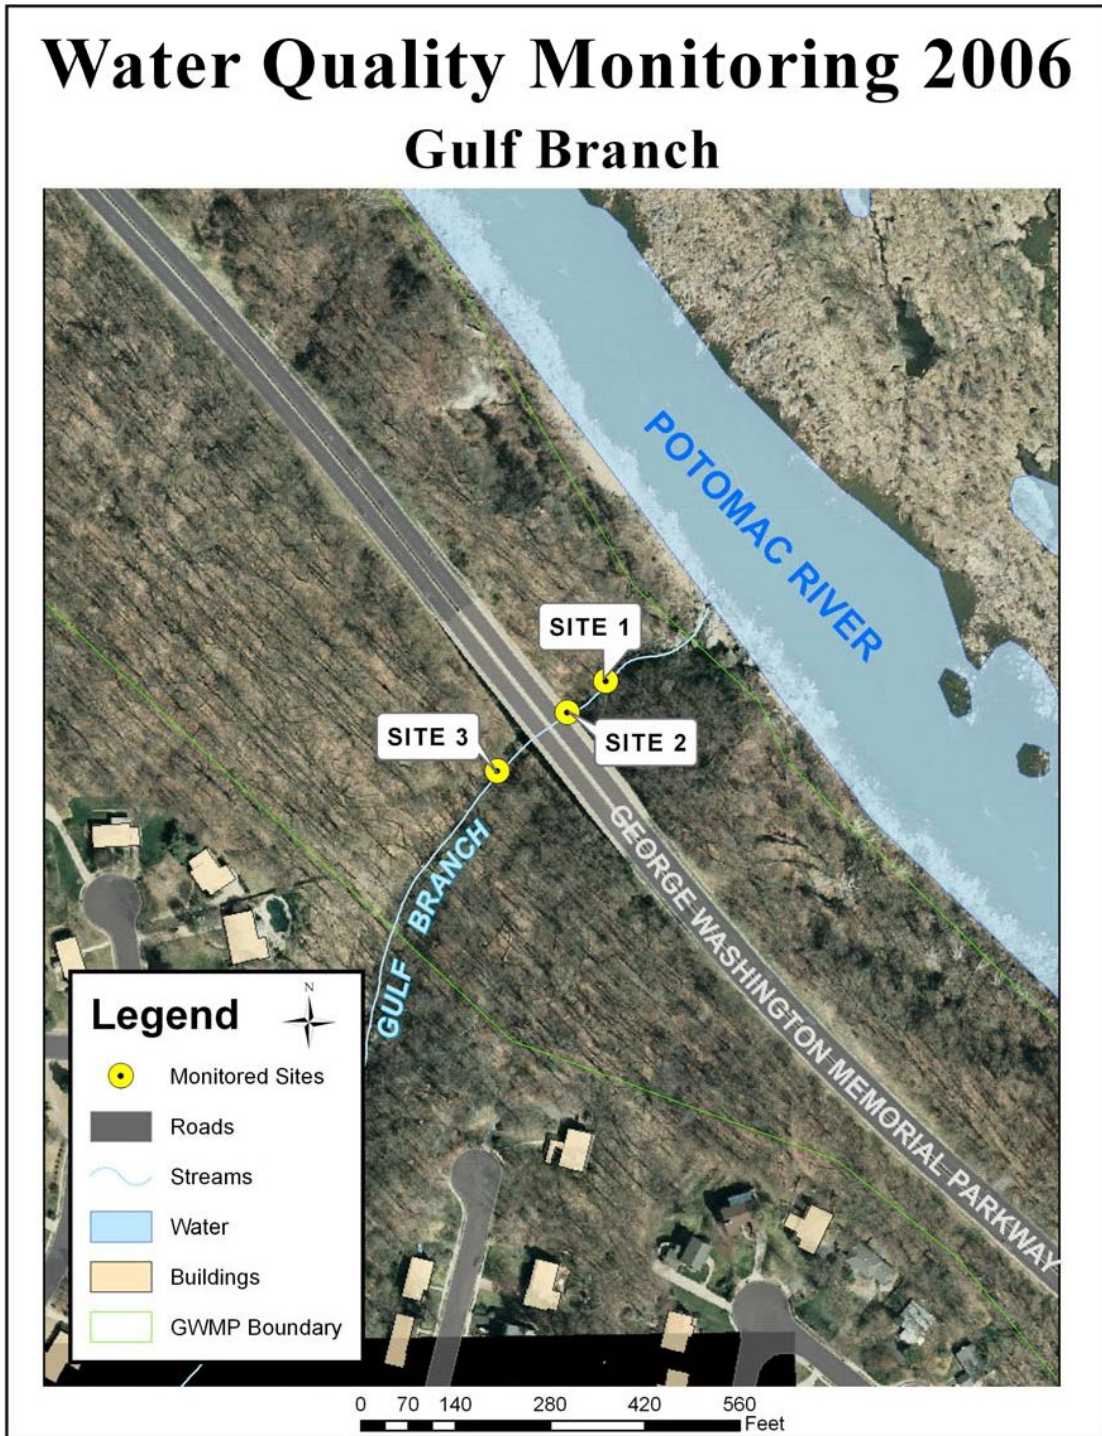 Water Quality Monitoring 2006
Gulf Branch
POTOMAC RIVER
SITE 1
SITE 2
SITE 3
GULF BRANCH
GEORGE WASHINGTON MEMORIAL PARKWAY
Legend
N
Monitored Sites
Roads
Streams
Water
Buildings
GWMP Boundary
0 70 140 280 420 560
Feet